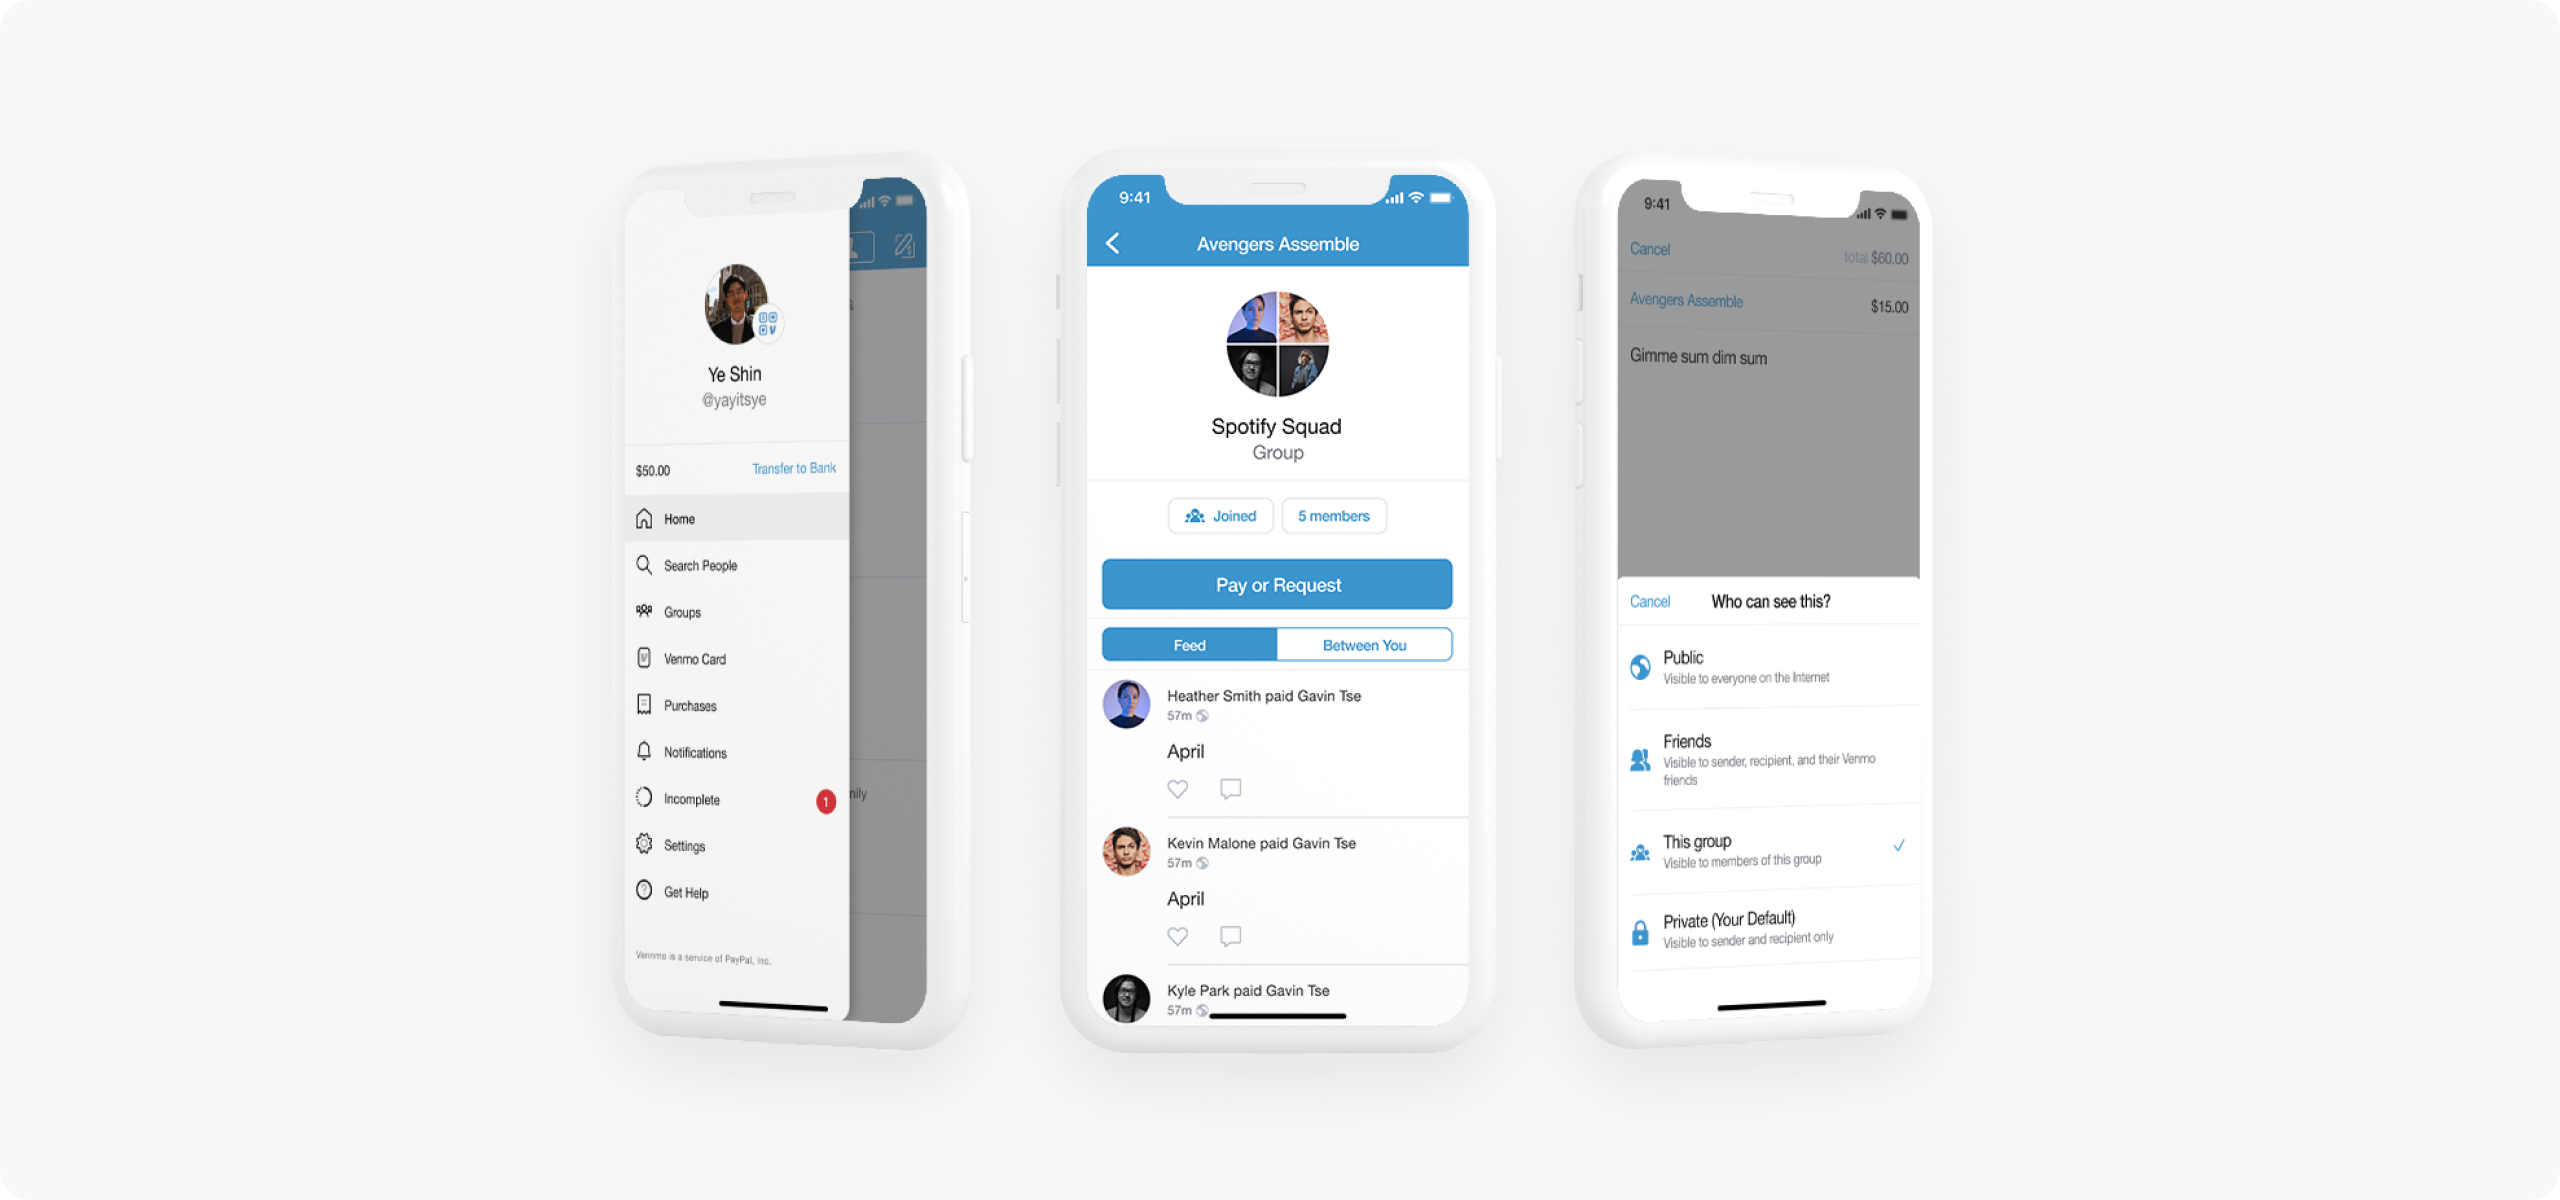 Ye Shin
@yayitsye
$50.00
Transfer to Bank
Home
Search People
Groups
Venmo Card
Purchases
Notifications
Incomplete
1
Settings
Get Help
Venmo is a service of PayPal, Inc.
nily
9:41
Avengers Assemble
Spotify Squad
Group
Joined
5 members
Pay or Request
Feed
Between You
Heather Smith paid Gavin Tse
57m
April
Kevin Malone paid Gavin Tse
57m
April
Kyle Park paid Gavin Tse
57m
9:41
Cancel
total $60.00
Avengers Assemble
$15.00
Gimme sum dim sum
Cancel
Who can see this?
Public
Visible to everyone on the Internet
Friends
Visible to sender, recipient, and their Venmo
friends
This group
Visible to members of this group
Private (Your Default)
Visible to sender and recipient only